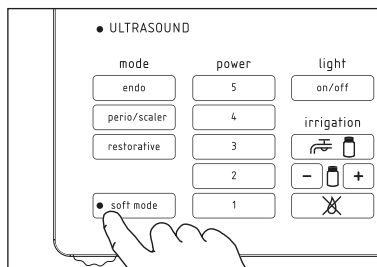 ULTRASOUND
mode power light
endo 5 on/off
perio/scaler 4 irrigation
restorative 3
2 - +
soft mode 1